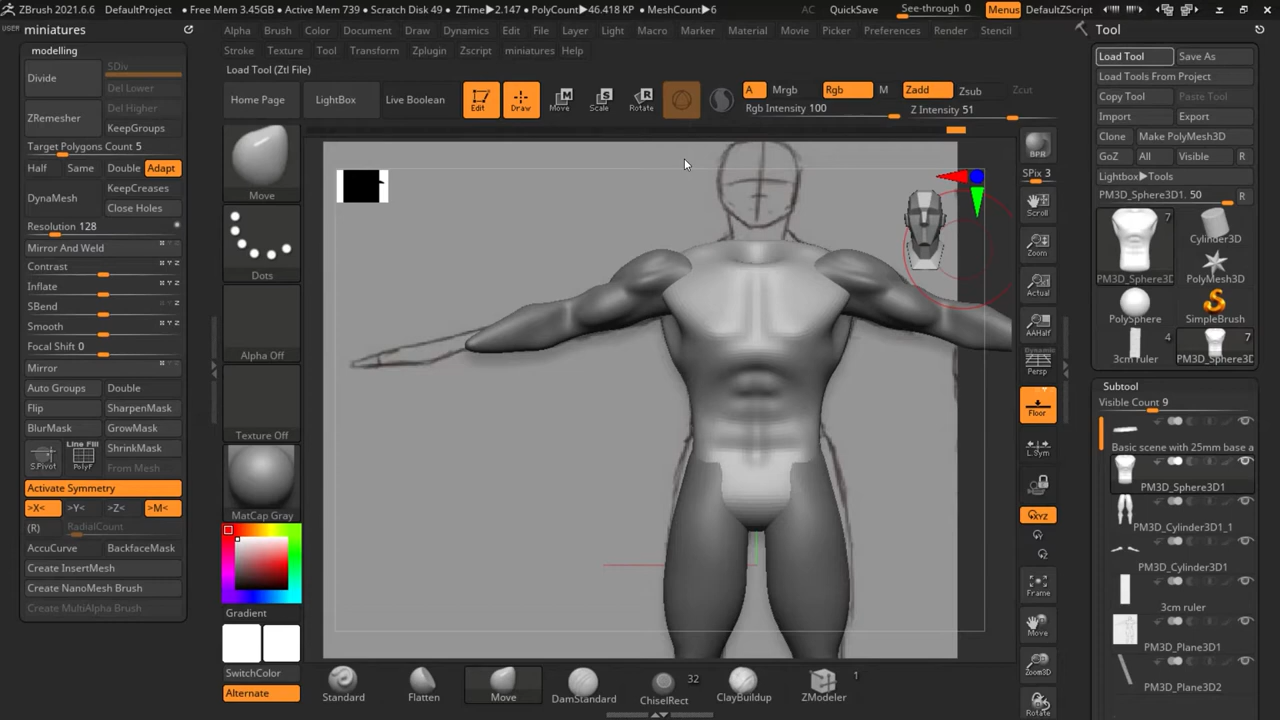 ZBrush 2021.6.6 DefaultProject • Free Mem 3.45GB • Active Mem 739 • Scratch Disk 49 • ZTime▶2.147 • PolyCount▶46.418 KP • MeshCount▶6 AC QuickSave See-through 0 Menus DefaultZScript
USER miniatures
Alpha Brush Color Document Draw Dynamics Edit File Layer Light Macro Marker Material Movie Picker Preferences Render Stencil
Stroke Texture Tool Transform Zplugin Zscript miniatures Help
Load Tool (Ztl File)
Home Page LightBox Live Boolean Edit Draw Move Scale Rotate
A Mrgb Rgb M Zadd Zsub Zcut
Rgb Intensity 100 Z Intensity 51
modelling
Divide SDiv
Del Lower
Del Higher
ZRemesher
KeepGroups
Target Polygons Count 5
Half Same Double Adapt
DynaMesh KeepCreases
Close Holes
Resolution 128
Mirror And Weld
Contrast
Inflate
SBend
Smooth
Focal Shift 0
Mirror
Auto Groups Double
Flip SharpenMask
BlurMask GrowMask
S.Pivot Line Fill PolyF ShrinkMask
From Mesh
Activate Symmetry
>X< >Y< >Z< >M<
(R) RadialCount
AccuCurve BackfaceMask
Create InsertMesh
Create NanoMesh Brush
Create MultiAlpha Brush
Move
Dots
Alpha Off
Texture Off
MatCap Gray
Gradient
SwitchColor
Alternate
Standard Flatten Move DamStandard ChiselRect 32 ClayBuildup ZModeler 1
BPR
SPix 3
Scroll
Zoom
Actual
AAHalf
Dynamic
Persp
Floor
L.Sym
XYZ
Frame
Move
Zoom3D
Rotate
Tool
Load Tool Save As
Load Tools From Project
Copy Tool Paste Tool
Import Export
Clone Make PolyMesh3D
GoZ All Visible R
Lightbox▶Tools
PM3D_Sphere3D1. 50 R
7 Cylinder3D
PM3D_Sphere3D PolyMesh3D
PolySphere SimpleBrush
4 7
3cm ruler PM3D_Sphere3D
Subtool
Visible Count 9
Basic scene with 25mm base a
PM3D_Sphere3D1
PM3D_Cylinder3D1_1
PM3D_Cylinder3D1
3cm ruler
PM3D_Plane3D1
PM3D_Plane3D2